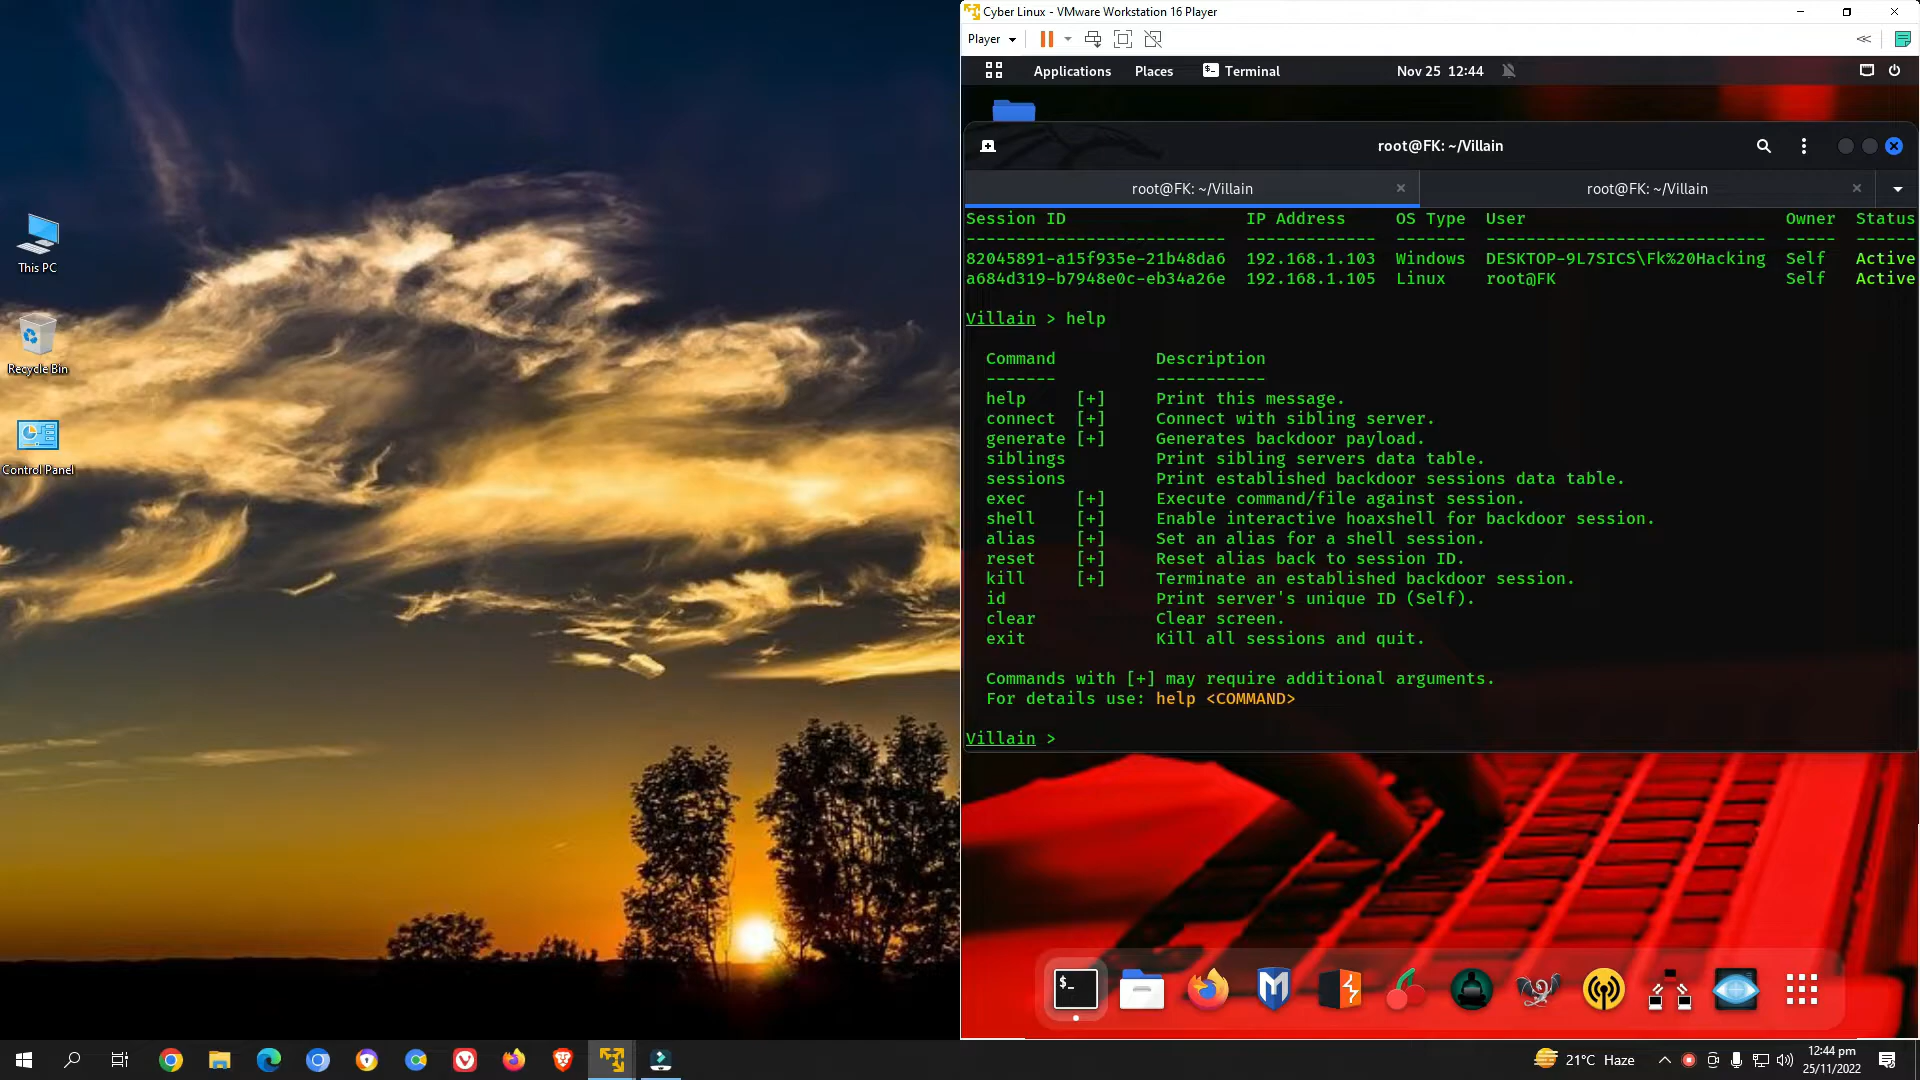 This PC
Recycle Bin
Control Panel
Cyber Linux - VMware Workstation 16 Player
Player
Applications Places Terminal Nov 25 12:44
root@FK: ~/Villain
root@FK: ~/Villain root@FK: ~/Villain
Session ID IP Address OS Type User Owner Status
-------------------------- ------------- ------- ---------------------------- ----- ------
82045891-a15f935e-21b48da6 192.168.1.103 Windows DESKTOP-9L7SICS\Fk%20Hacking Self Active
a684d319-b7948e0c-eb34a26e 192.168.1.105 Linux root@FK Self Active
Villain > help
Command Description
------- -----------
help [+] Print this message.
connect [+] Connect with sibling server.
generate [+] Generates backdoor payload.
siblings Print sibling servers data table.
sessions Print established backdoor sessions data table.
exec [+] Execute command/file against session.
shell [+] Enable interactive hoaxshell for backdoor session.
alias [+] Set an alias for a shell session.
reset [+] Reset alias back to session ID.
kill [+] Terminate an established backdoor session.
id Print server's unique ID (Self).
clear Clear screen.
exit Kill all sessions and quit.
Commands with [+] may require additional arguments.
For details use: help <COMMAND>
Villain >
$_
21°C Haze
12:44 pm
25/11/2022